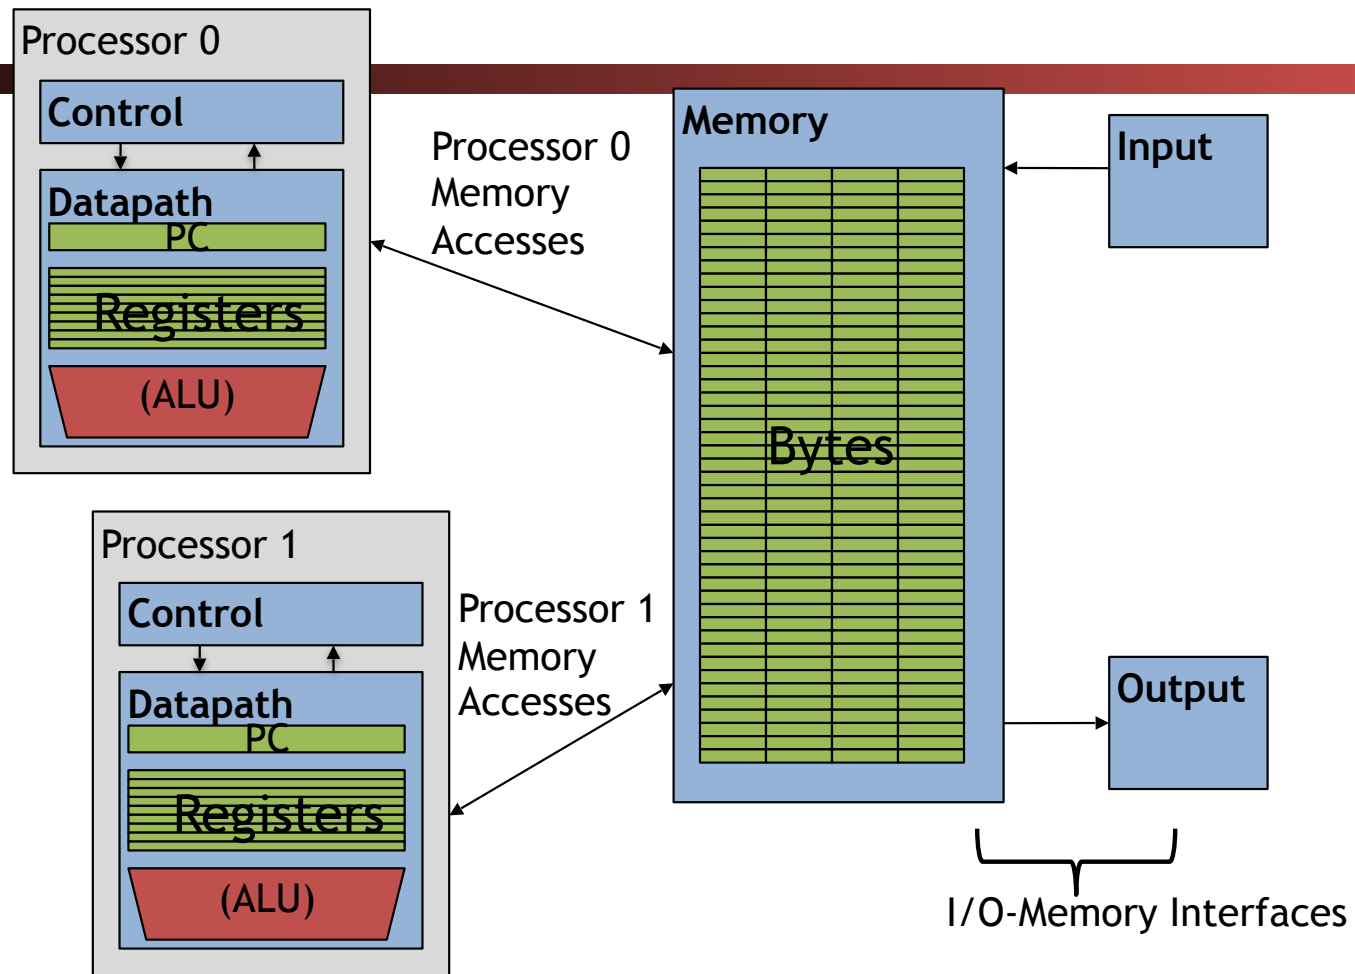 Processor 0
Control
Datapath
PC
Registers
(ALU)
Processor 0
Memory
Accesses
Processor 1
Control
Datapath
PC
Registers
(ALU)
Processor 1
Memory
Accesses
Memory
Bytes
Input
Output
I/O-Memory Interfaces